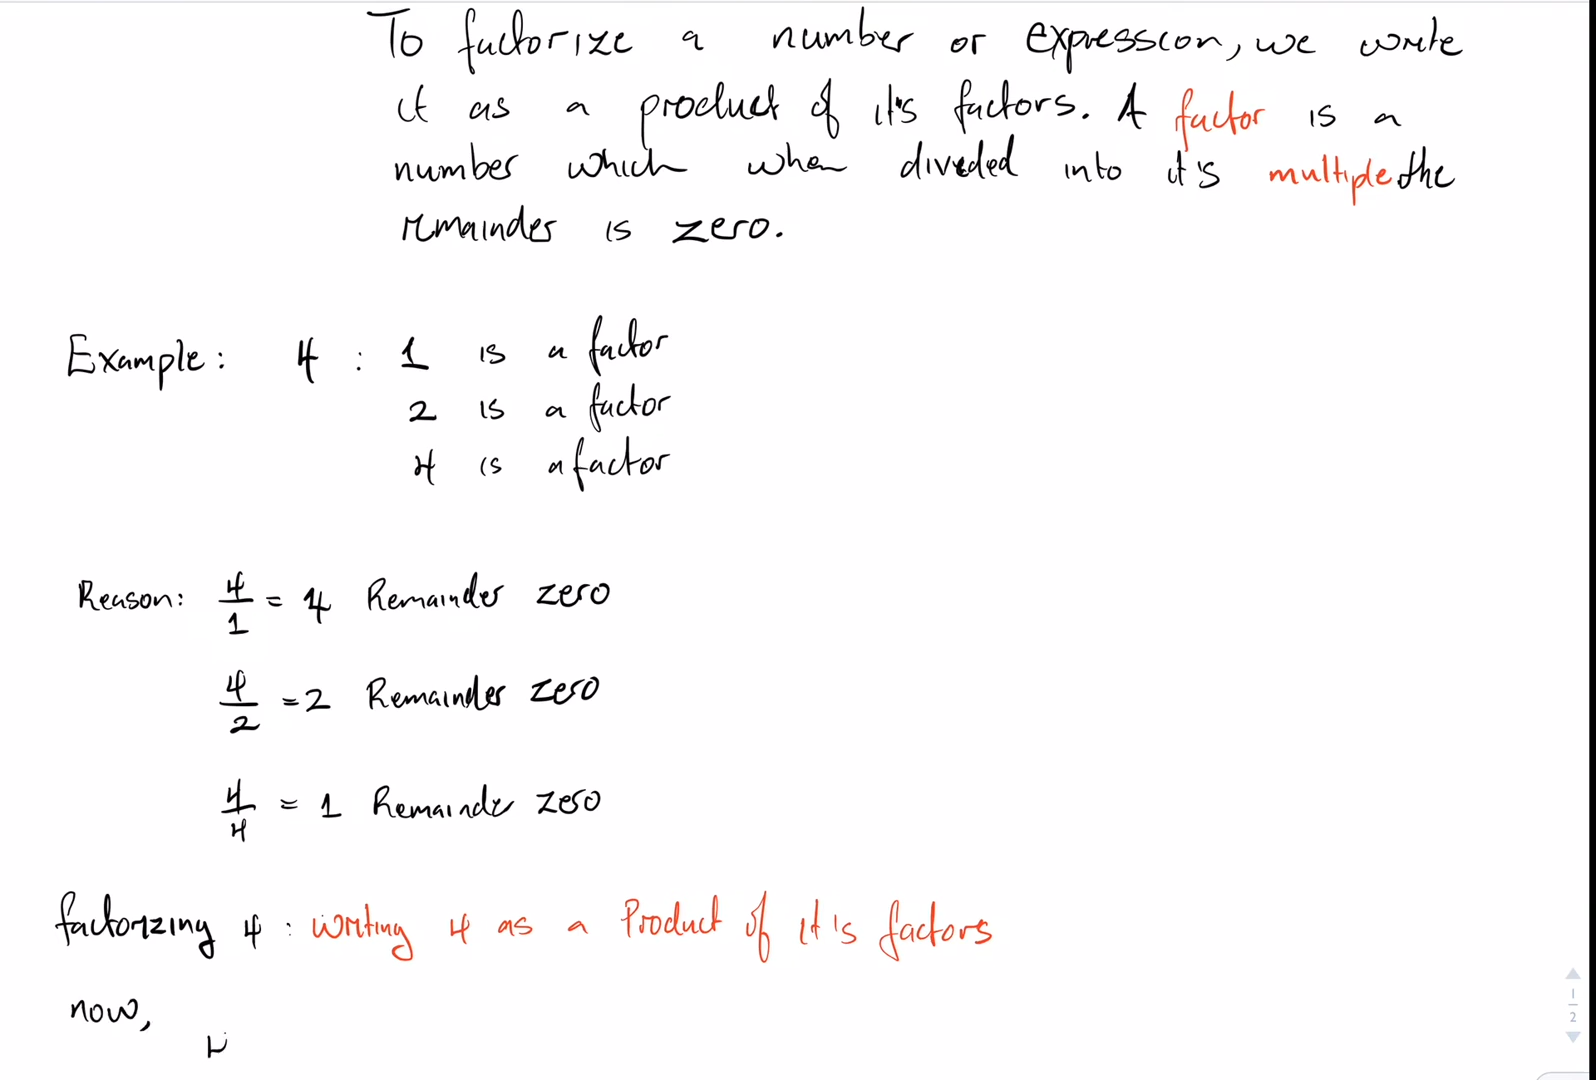 To factorize a number or expression, we write
it as a product of it's factors. A factor is a
number which when divided into it's multiple the
remainder is zero.
Example: 4 : 1 is a factor
2 is a factor
4 is a factor
Reason: 4/1 = 4 Remainder zero
4/2 = 2 Remainder zero
4/4 = 1 Remainder zero
factorizing 4 : writing 4 as a Product of it's factors
now,
1/2